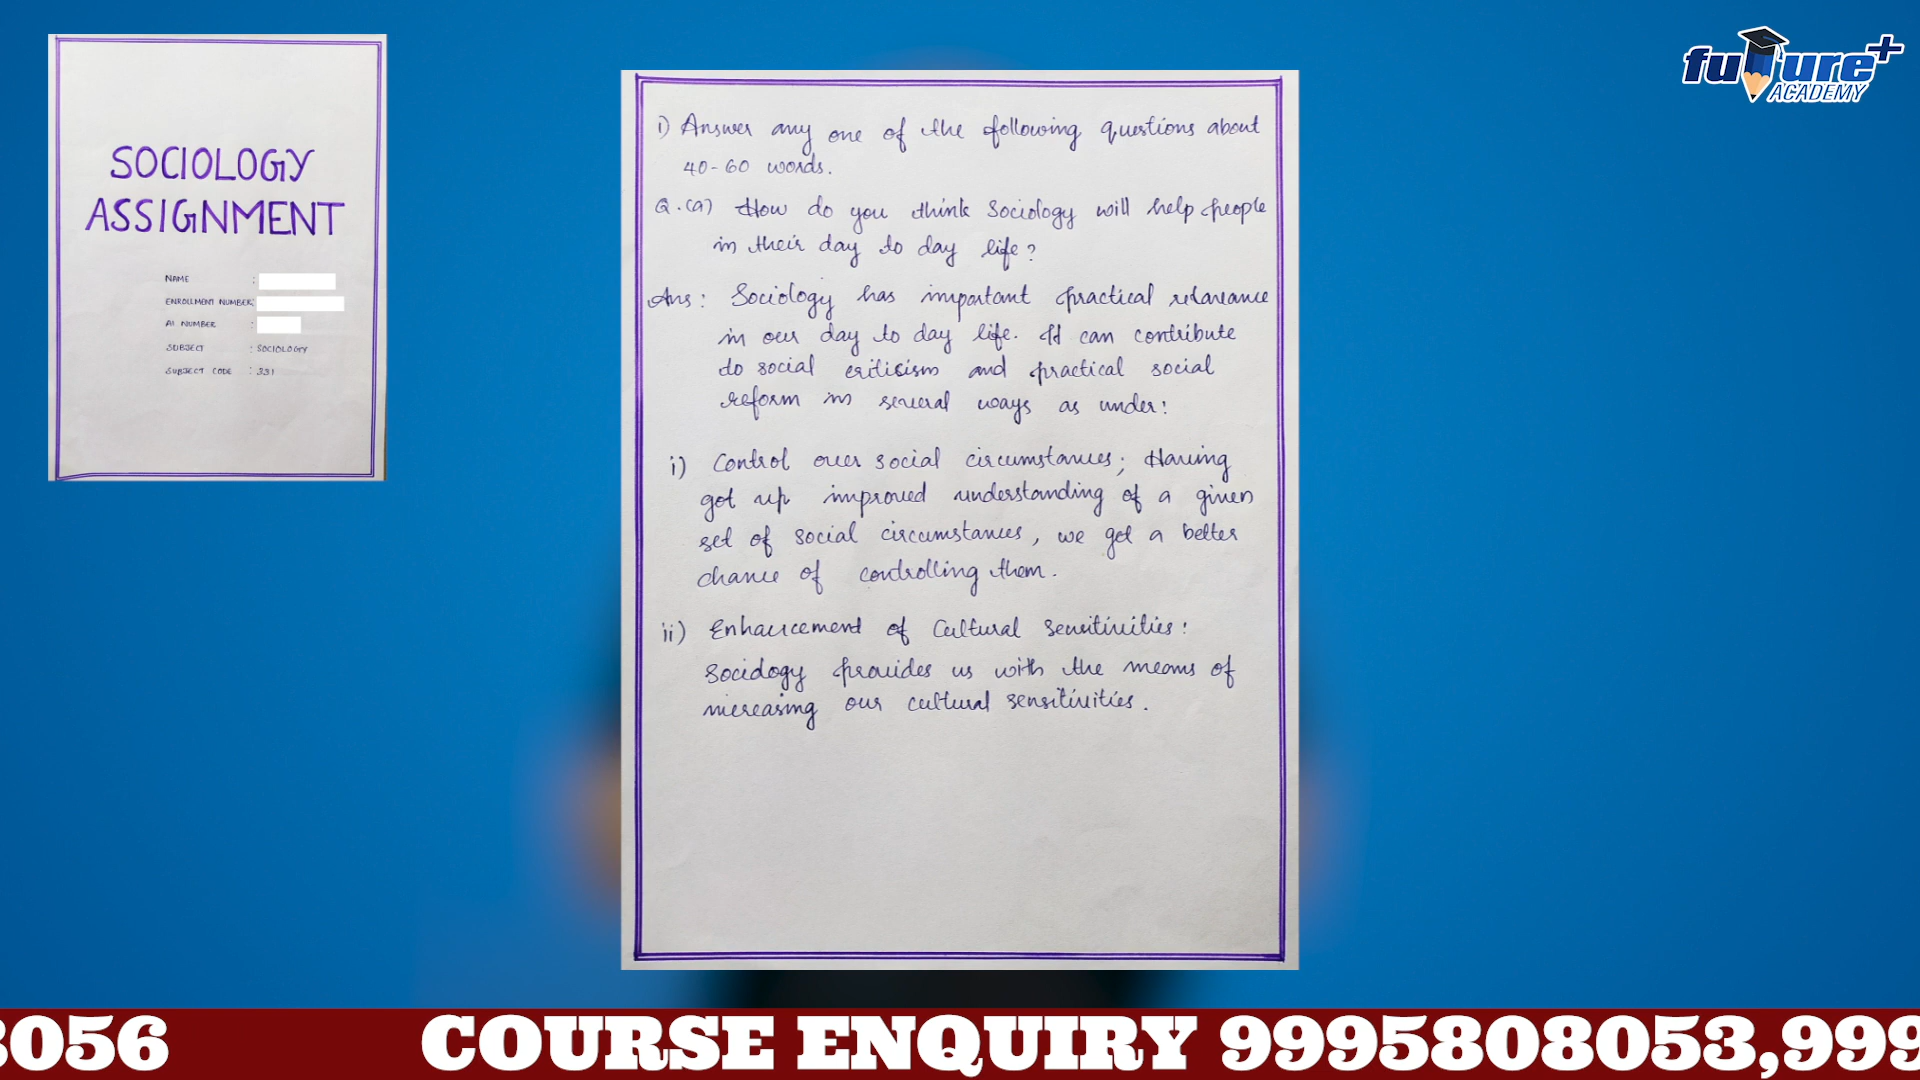 SOCIOLOGY
ASSIGNMENT
NAME :
ENROLLMENT NUMBER:
AI NUMBER :
SUBJECT : SOCIOLOGY
SUBJECT CODE : 331
future+
ACADEMY
1) Answer any one of the following questions about
40-60 words.
Q.(a) How do you think Sociology will help people
in their day to day life?
Ans: Sociology has important practical relavance
in our day to day life. It can contribute
to social criticism and practical social
reform in several ways as under:
i) Control over social circumstances; Having
got up improved understanding of a given
set of social circumstances, we get a better
chance of controlling them.
ii) Enhancement of Cultural Sensitivities:
Sociology provides us with the means of
increasing our cultural sensitivities.
8056 COURSE ENQUIRY 9995808053,999